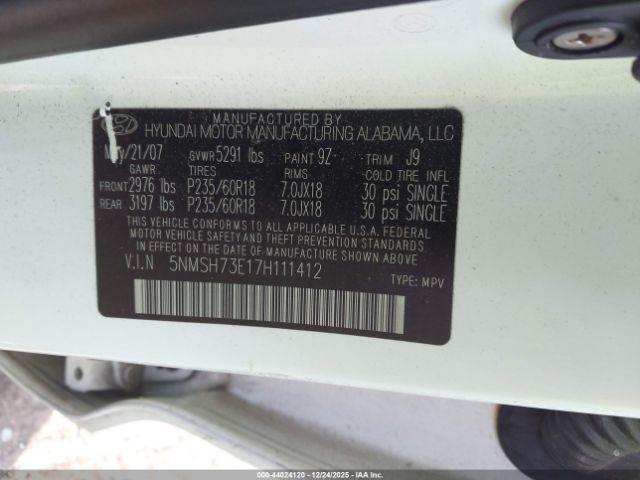 MANUFACTURED BY
HYUNDAI MOTOR MANUFACTURING ALABAMA, LLC
May/21/07 GVWR 5291 lbs PAINT 9Z- TRIM J9
GAWR TIRES RIMS COLD TIRE INFL
FRONT 2976 lbs P235/60R18 7.0JX18 30 psi SINGLE
REAR 3197 lbs P235/60R18 7.0JX18 30 psi SINGLE
THIS VEHICLE CONFORMS TO ALL APPLICABLE U.S.A FEDERAL
MOTOR VEHICLE SAFETY AND THEFT PREVENTION STANDARDS
IN EFFECT ON THE DATE OF MANUFACTURE SHOWN ABOVE
V.I.N 5NMSH73E17H111412
TYPE: MPV
000-44024120 - 12/24/2025 - IAAI.COM